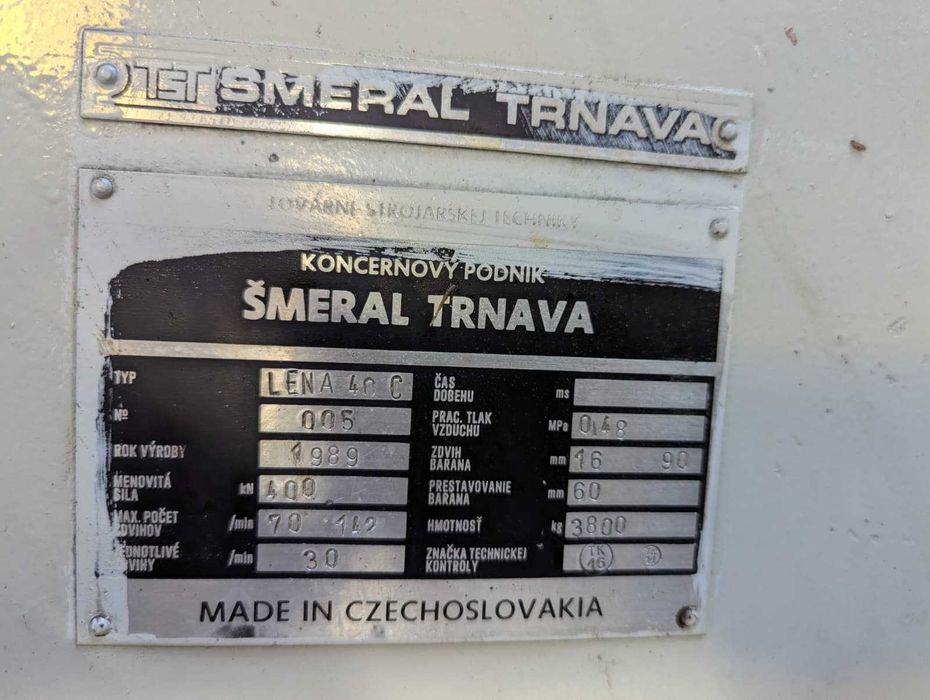 TST ŠMERAL TRNAVA
TOVÁRNE STROJÁRSKEJ TECHNIKY
KONCERNOVÝ PODNIK
ŠMERAL TRNAVA
TYP LENA 40 C
№ 005
ROK VÝROBY 1989
MENOVITÁ SILA kN 400
MAX. POČET ZDVIHOV /min 70 142
JEDNOTLIVÉ ZDVIHY /min 30
ČAS DOBEHU ms
PRAC. TLAK VZDUCHU MPa 0,48
ZDVIH BARANA mm 16 90
PRESTAVOVANIE BARANA mm 60
HMOTNOSŤ kg 3800
ZNAČKA TECHNICKEJ KONTROLY TK 16
MADE IN CZECHOSLOVAKIA